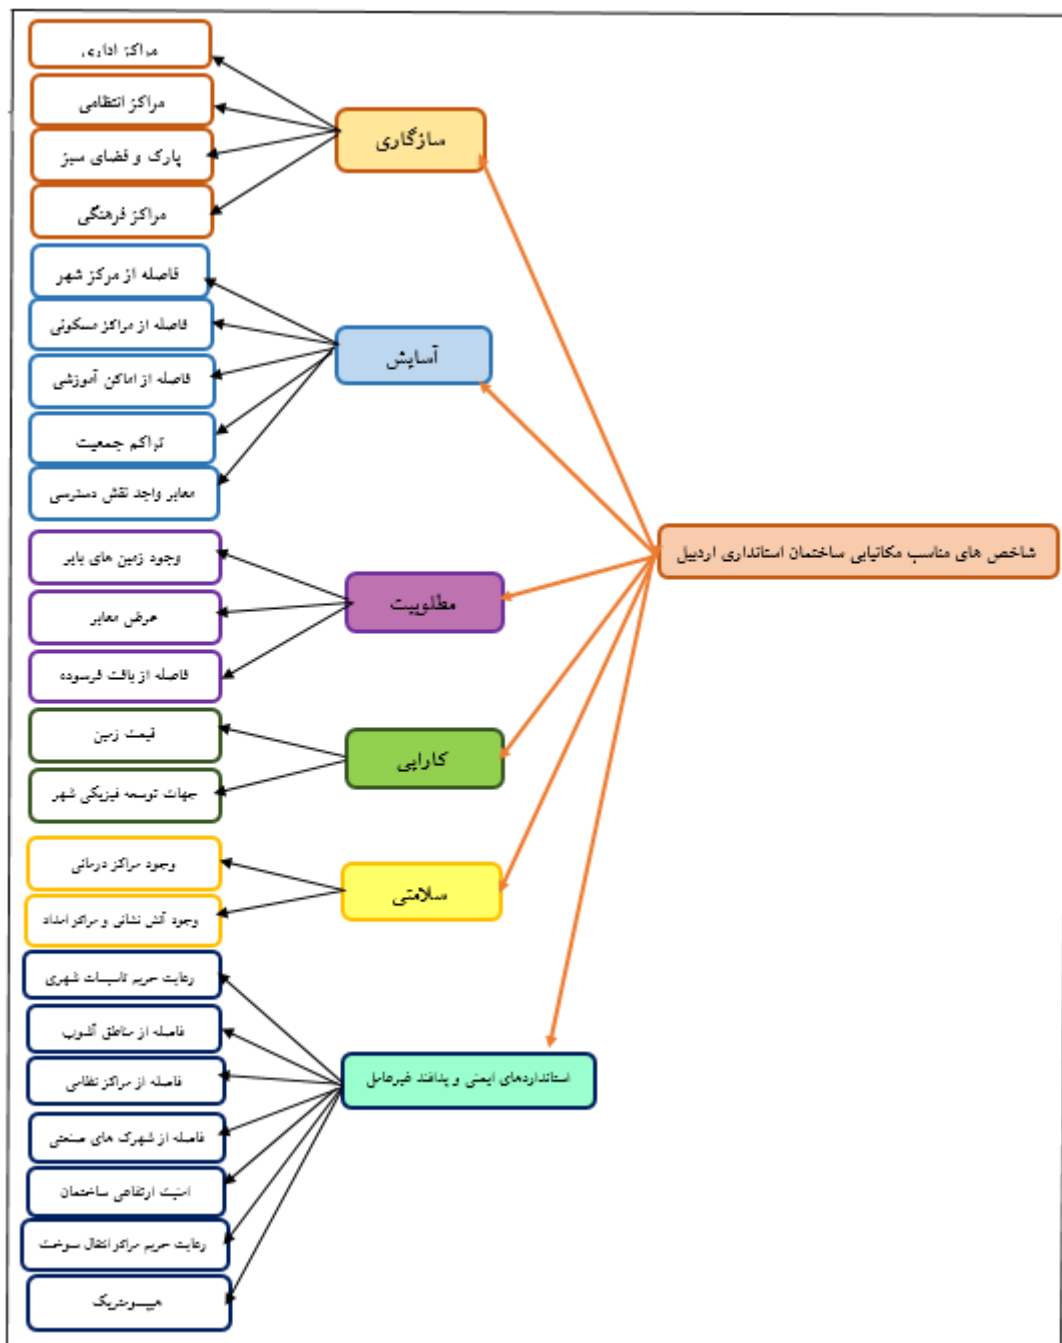 شاخص های مناسب مکانیابی ساختمان استانداری اردبیل
سازگاری
مراکز اداری
مراکز انتظامی
پارک و فضای سبز
مراکز فرهنگی
آسایش
فاصله از مرکز شهر
فاصله از مراکز مسکونی
فاصله از اماکن آموزشی
تراکم جمعیت
معابر واجد نقش دسترسی
مطلوبیت
وجود زمین های بایر
عرض معابر
فاصله از بافت فرسوده
کارایی
قیمت زمین
جهات توسعه فیزیکی شهر
سلامتی
وجود مراکز درمانی
وجود آتش نشانی و مراکز امداد
استانداردهای ایمنی و پدافند غیرعامل
رعایت حریم تاسیسات شهری
فاصله از مناطق آشوب
فاصله از مراکز نظامی
فاصله از شهرک های صنعتی
امنیت ارتفاعی ساختمان
رعایت حریم مراکز انتقال سوخت
هیپسومتریک